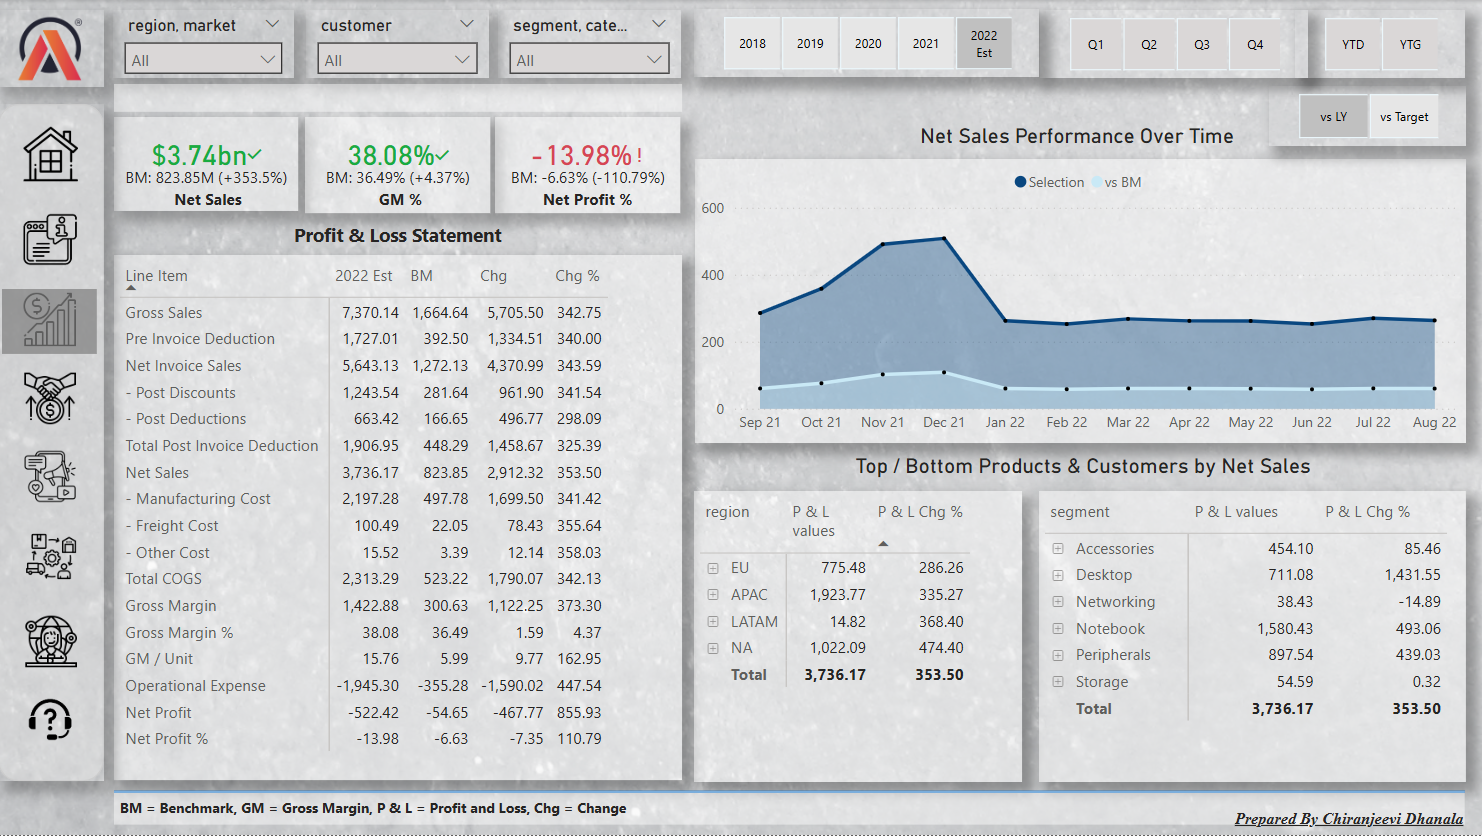 ®
region, market
customer
segment, cate...
All
All
All
2018
2019
2020
2021
2022
Est
Q1
Q2
Q3
Q4
YTD
YTG
vs LY
vs Target
$3.74bn
BM: 823.85M (+353.5%)
Net Sales
38.08%
BM: 36.49% (+4.37%)
GM %
-13.98% !
BM: -6.63% (-110.79%)
Net Profit %
Profit & Loss Statement
Line Item 2022 Est BM Chg Chg %
Gross Sales 7,370.14 1,664.64 5,705.50 342.75
Pre Invoice Deduction 1,727.01 392.50 1,334.51 340.00
Net Invoice Sales 5,643.13 1,272.13 4,370.99 343.59
- Post Discounts 1,243.54 281.64 961.90 341.54
- Post Deductions 663.42 166.65 496.77 298.09
Total Post Invoice Deduction 1,906.95 448.29 1,458.67 325.39
Net Sales 3,736.17 823.85 2,912.32 353.50
- Manufacturing Cost 2,197.28 497.78 1,699.50 341.42
- Freight Cost 100.49 22.05 78.43 355.64
- Other Cost 15.52 3.39 12.14 358.03
Total COGS 2,313.29 523.22 1,790.07 342.13
Gross Margin 1,422.88 300.63 1,122.25 373.30
Gross Margin % 38.08 36.49 1.59 4.37
GM / Unit 15.76 5.99 9.77 162.95
Operational Expense -1,945.30 -355.28 -1,590.02 447.54
Net Profit -522.42 -54.65 -467.77 855.93
Net Profit % -13.98 -6.63 -7.35 110.79
Net Sales Performance Over Time
Selection vs BM
600
400
200
0
Sep 21 Oct 21 Nov 21 Dec 21 Jan 22 Feb 22 Mar 22 Apr 22 May 22 Jun 22 Jul 22 Aug 22
Top / Bottom Products & Customers by Net Sales
region P & L values P & L Chg %
EU 775.48 286.26
APAC 1,923.77 335.27
LATAM 14.82 368.40
NA 1,022.09 474.40
Total 3,736.17 353.50
segment P & L values P & L Chg %
Accessories 454.10 85.46
Desktop 711.08 1,431.55
Networking 38.43 -14.89
Notebook 1,580.43 493.06
Peripherals 897.54 439.03
Storage 54.59 0.32
Total 3,736.17 353.50
BM = Benchmark, GM = Gross Margin, P & L = Profit and Loss, Chg = Change
Prepared By Chiranjeevi Dhanala